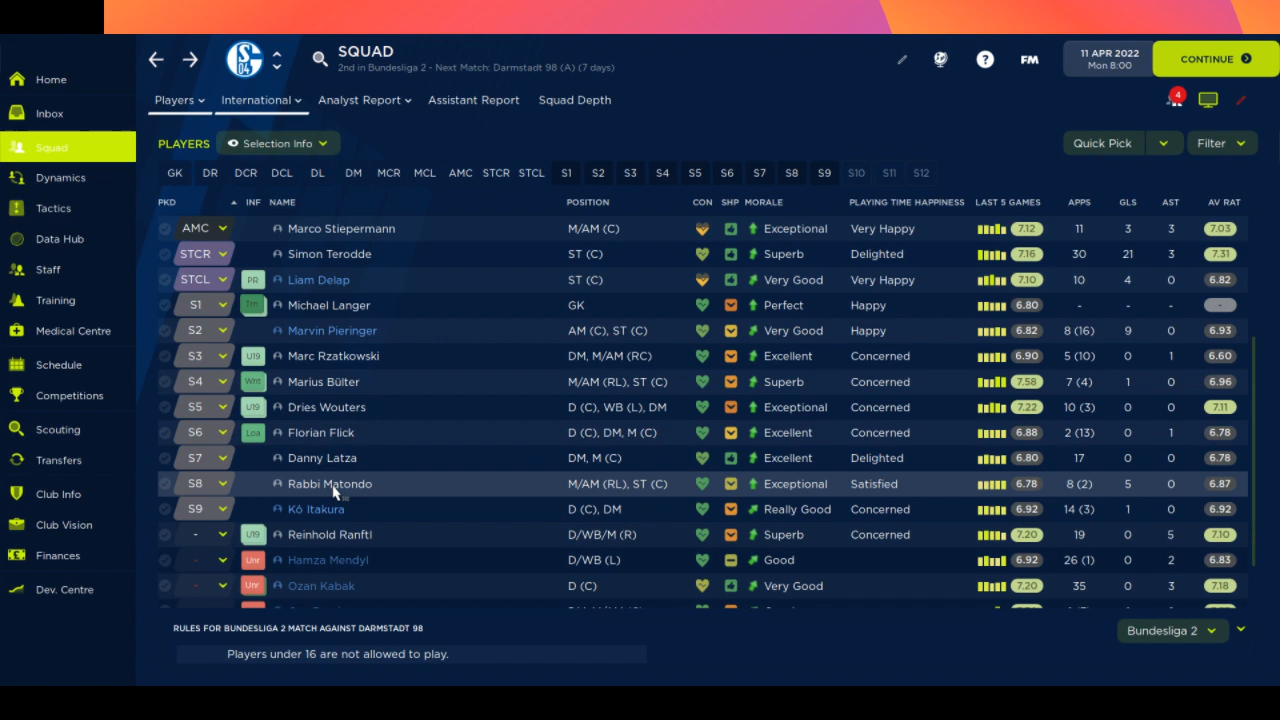 SQUAD
2nd in Bundesliga 2 - Next Match: Darmstadt 98 (A) (7 days)
FM
11 APR 2022
Mon 8:00
CONTINUE
Home
Inbox
Squad
Dynamics
Tactics
Data Hub
Staff
Training
Medical Centre
Schedule
Competitions
Scouting
Transfers
Club Info
Club Vision
Finances
Dev. Centre
Players International Analyst Report Assistant Report Squad Depth 4
PLAYERS Selection Info Quick Pick Filter
GK DR DCR DCL DL DM MCR MCL AMC STCR STCL S1 S2 S3 S4 S5 S6 S7 S8 S9 S10 S11 S12
PKD INF NAME POSITION CON SHP MORALE PLAYING TIME HAPPINESS LAST 5 GAMES APPS GLS AST AV RAT
AMC Marco Stiepermann M/AM (C) Exceptional Very Happy 7.12 11 3 3 7.03
STCR Simon Terodde ST (C) Superb Delighted 7.16 30 21 3 7.31
STCL PR Liam Delap ST (C) Very Good Very Happy 7.10 10 4 0 6.82
S1 Trn Michael Langer GK Perfect Happy 6.80 - - - -
S2 Marvin Pieringer AM (C), ST (C) Very Good Happy 6.82 8 (16) 9 0 6.93
S3 U19 Marc Rzatkowski DM, M/AM (RC) Excellent Concerned 6.90 5 (10) 0 1 6.60
S4 Wnt Marius Bülter M/AM (RL), ST (C) Superb Concerned 7.58 7 (4) 1 0 6.96
S5 U19 Dries Wouters D (C), WB (L), DM Exceptional Concerned 7.22 10 (3) 0 0 7.11
S6 Loa Florian Flick D (C), DM, M (C) Excellent Concerned 6.88 2 (13) 0 1 6.78
S7 Danny Latza DM, M (C) Excellent Delighted 6.80 17 0 0 6.78
S8 Rabbi Matondo M/AM (RL), ST (C) Exceptional Satisfied 6.78 8 (2) 5 0 6.87
S9 Kō Itakura D (C), DM Really Good Concerned 6.92 14 (3) 1 0 6.92
- U19 Reinhold Ranftl D/WB/M (R) Superb Concerned 7.20 19 0 5 7.10
- Unr Hamza Mendyl D/WB (L) Good 6.92 26 (1) 0 2 6.83
- Unr Ozan Kabak D (C) Very Good 7.20 35 0 3 7.18
RULES FOR BUNDESLIGA 2 MATCH AGAINST DARMSTADT 98
Bundesliga 2
Players under 16 are not allowed to play.